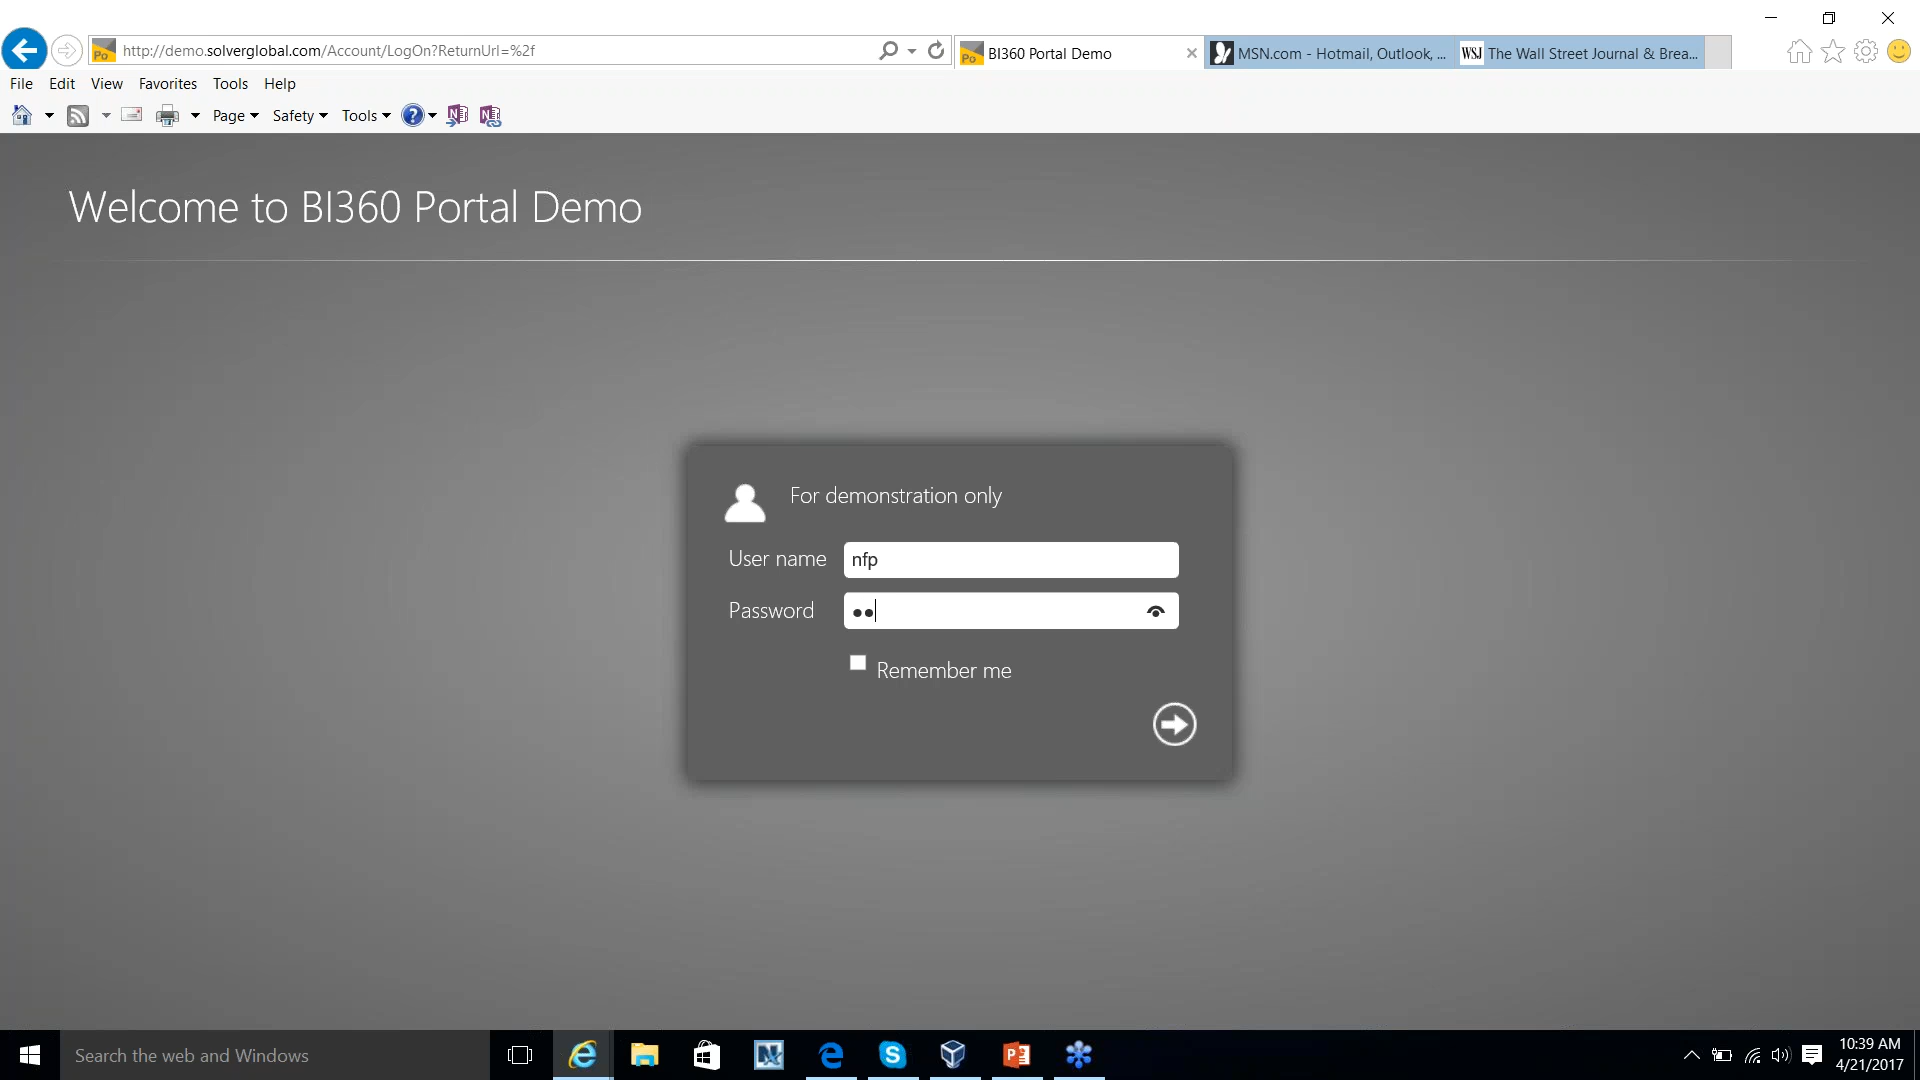 http://demo.solverglobal.com/Account/LogOn?ReturnUrl=%2f
BI360 Portal Demo
MSN.com - Hotmail, Outlook, ...
WSJ The Wall Street Journal & Brea...
File Edit View Favorites Tools Help
Page Safety Tools
Welcome to BI360 Portal Demo
For demonstration only
User name nfp
Password
Remember me
Search the web and Windows
10:39 AM
4/21/2017